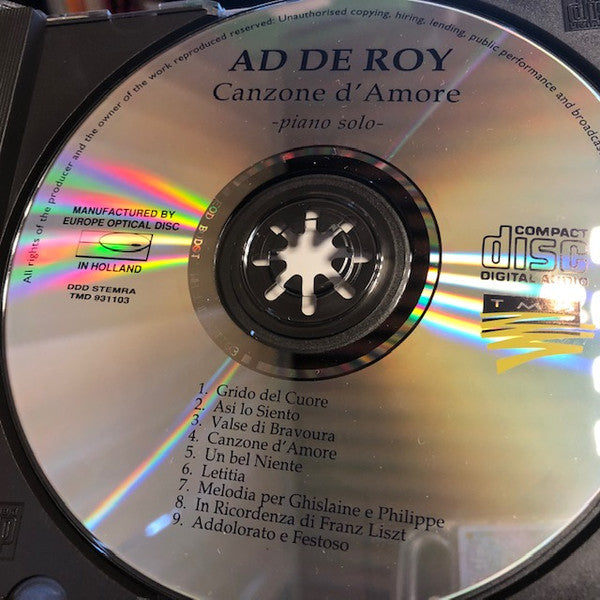 All rights of the producer and the owner of the work reproduced reserved: Unauthorised copying, hiring, lending, public performance and broadcas
AD DE ROY
Canzone d'Amore
-piano solo-
MANUFACTURED BY
EUROPE OPTICAL DISC
IN HOLLAND
DDD STEMRA
TMD 931103
COMPACT
disc
DIGITAL AUDIO
1. Grido del Cuore
2. Asi lo Siento
3. Valse di Bravoura
4. Canzone d'Amore
5. Un bel Niente
6. Letitia
7. Melodia per Ghislaine e Philippe
8. In Ricordenza di Franz Liszt
9. Addolorato e Festoso